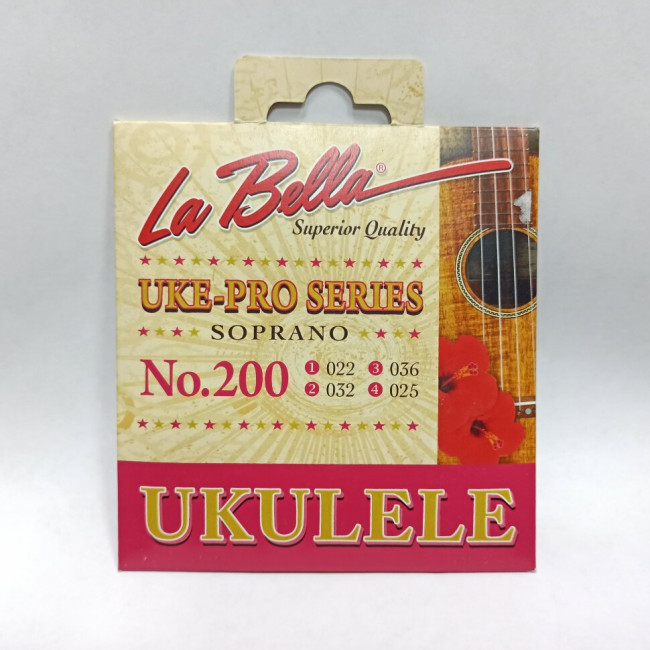 La Bella®
Superior Quality
UKE-PRO SERIES
SOPRANO
No.200
1 022 3 036
2 032 4 025
UKULELE